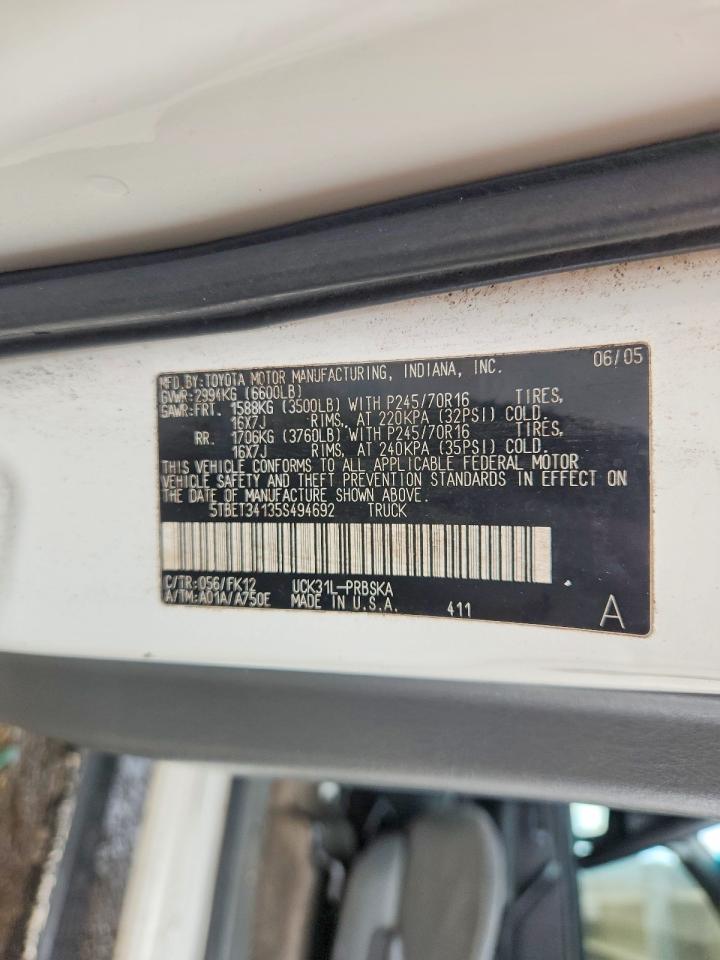 MFD.BY:TOYOTA MOTOR MANUFACTURING, INDIANA, INC. 06/05
GVWR:2994KG (6600LB)
GAWR:FRT. 1588KG (3500LB) WITH P245/70R16 TIRES,
16X7J RIMS, AT 220KPA (32PSI) COLD.
RR. 1706KG (3760LB) WITH P245/70R16 TIRES,
16X7J RIMS, AT 240KPA (35PSI) COLD.
THIS VEHICLE CONFORMS TO ALL APPLICABLE FEDERAL MOTOR
VEHICLE SAFETY AND THEFT PREVENTION STANDARDS IN EFFECT ON
THE DATE OF MANUFACTURE SHOWN ABOVE.
5TBET34135S494692 TRUCK
C/TR:056/FK12 UCK31L-PRBSKA
A/TM:A01A/A750E MADE IN U.S.A. 411 A